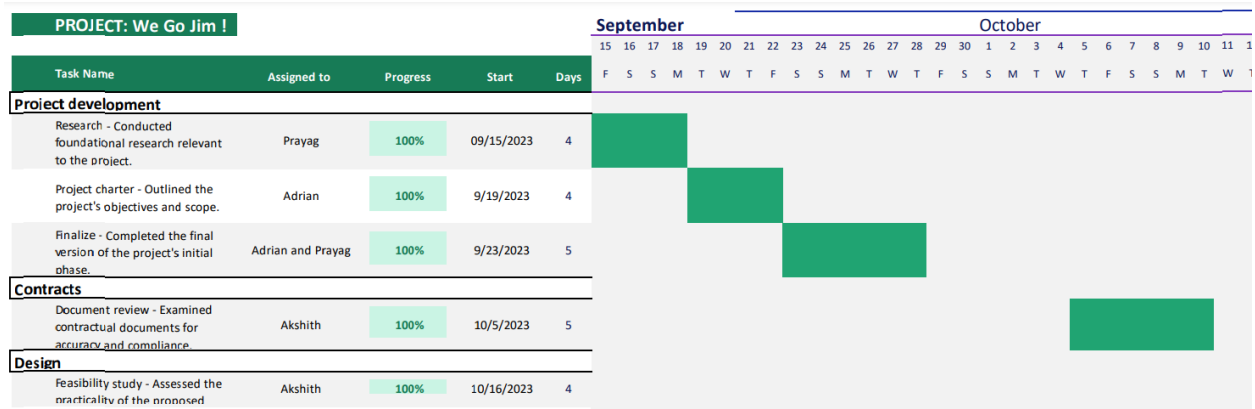 PROJECT: We Go Jim !
September October
15 16 17 18 19 20 21 22 23 24 25 26 27 28 29 30 1 2 3 4 5 6 7 8 9 10 11
Task Name Assigned to Progress Start Days F S S M T W T F S S M T W T F S S M T W T F S S M T W
Project development
Research - Conducted
foundational research relevant
to the project.
Prayag 100% 09/15/2023 4
Project charter - Outlined the
project's objectives and scope.
Adrian 100% 9/19/2023 4
Finalize - Completed the final
version of the project's initial
phase.
Adrian and Prayag 100% 9/23/2023 5
Contracts
Document review - Examined
contractual documents for
accuracy and compliance.
Akshith 100% 10/5/2023 5
Design
Feasibility study - Assessed the
practicality of the proposed
Akshith 100% 10/16/2023 4